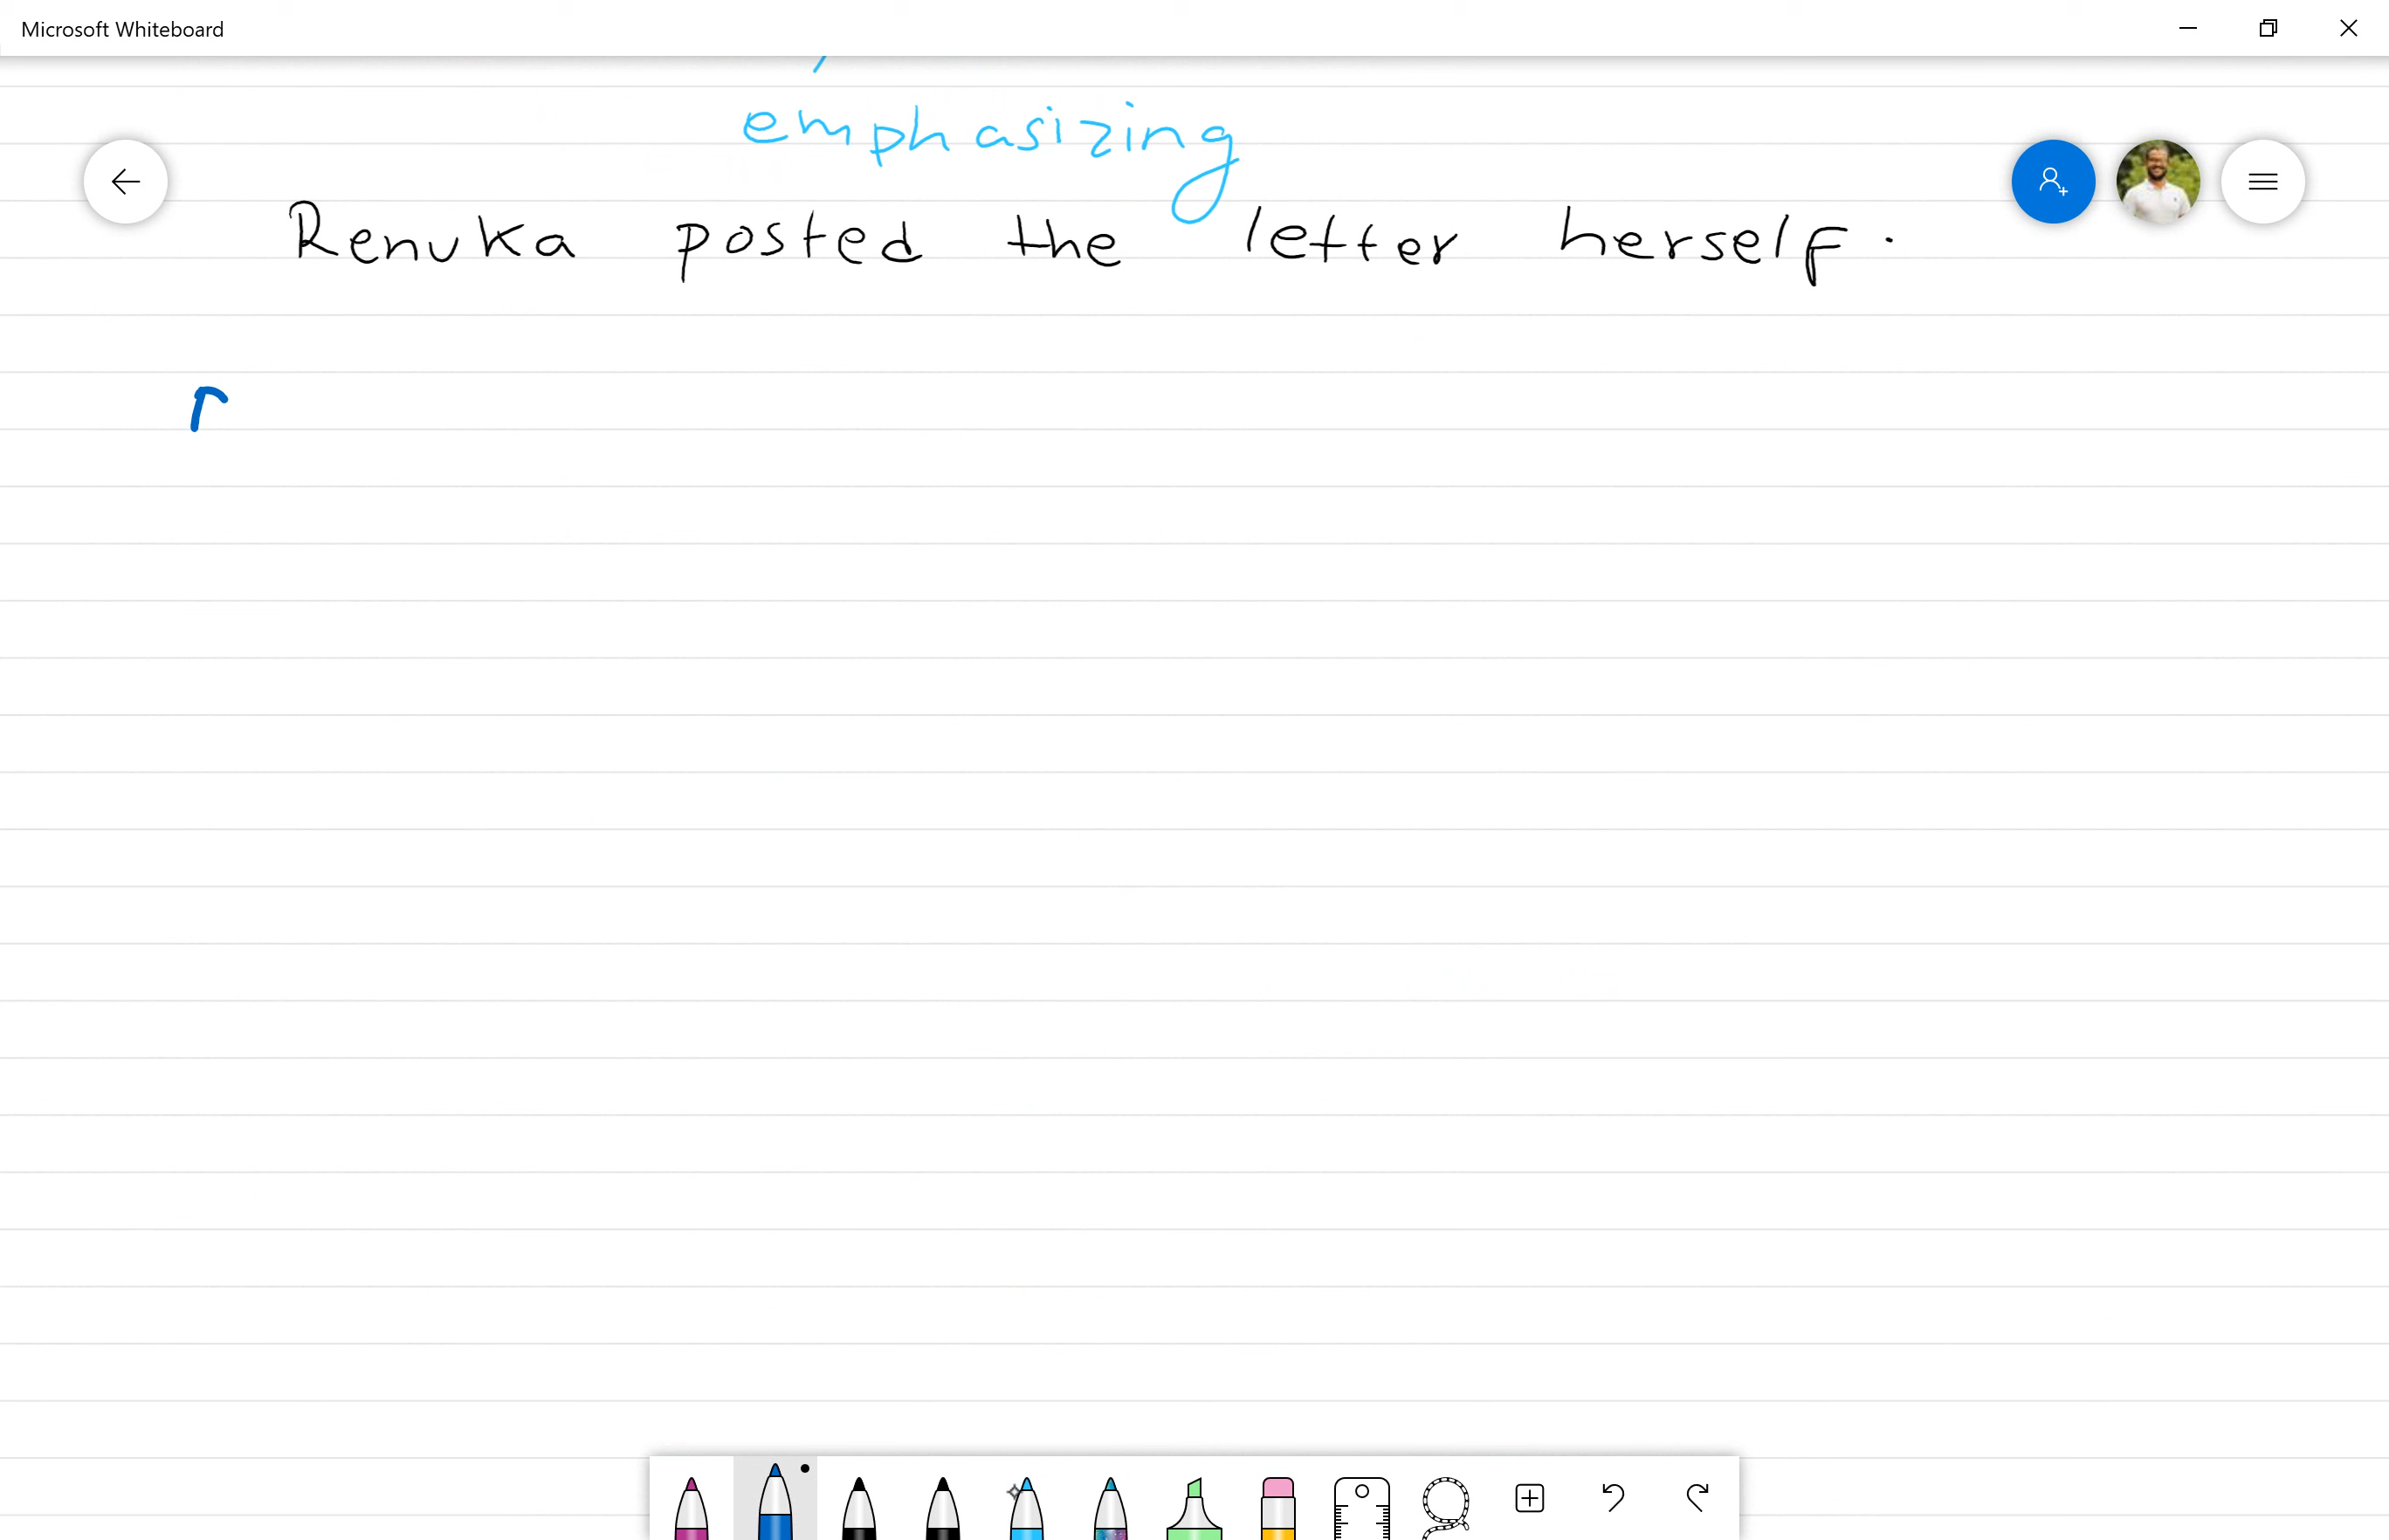 Microsoft Whiteboard
emphasizing
Renuka posted the letter herself.
r